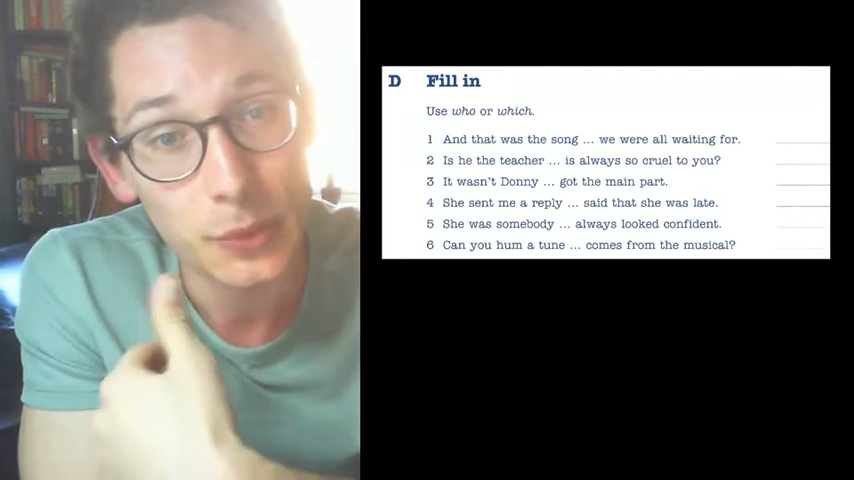 D Fill in
Use who or which.
1 And that was the song ... we were all waiting for.
2 Is he the teacher ... is always so cruel to you?
3 It wasn't Donny ... got the main part.
4 She sent me a reply ... said that she was late.
5 She was somebody ... always looked confident.
6 Can you hum a tune ... comes from the musical?